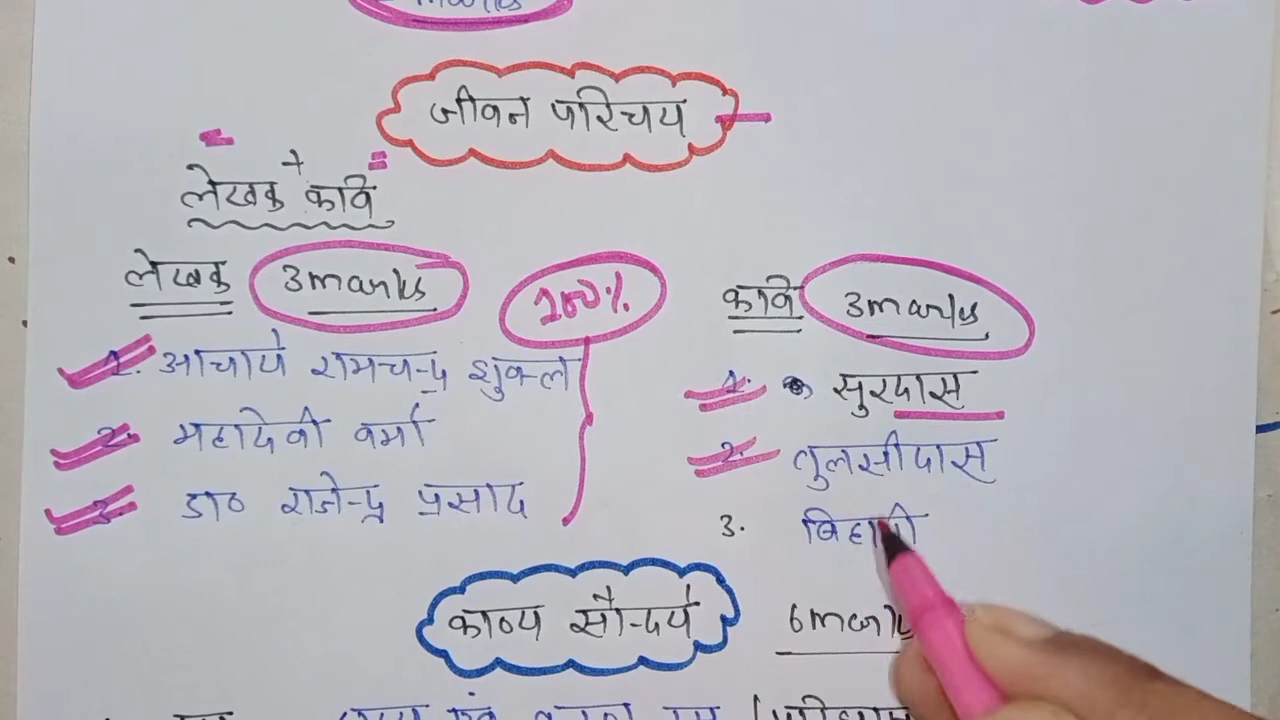 marks
जीवन परिचय
लेखक + कवि
लेखक 3marks 100%
1. आचार्य रामचन्द्र शुक्ल
2. महादेवी वर्मा
3. डा० राजेन्द्र प्रसाद
कवि 3marks
1. सुरदास
2. तुलसीदास
3. बिहारी
काव्य सौन्दर्य 6marks